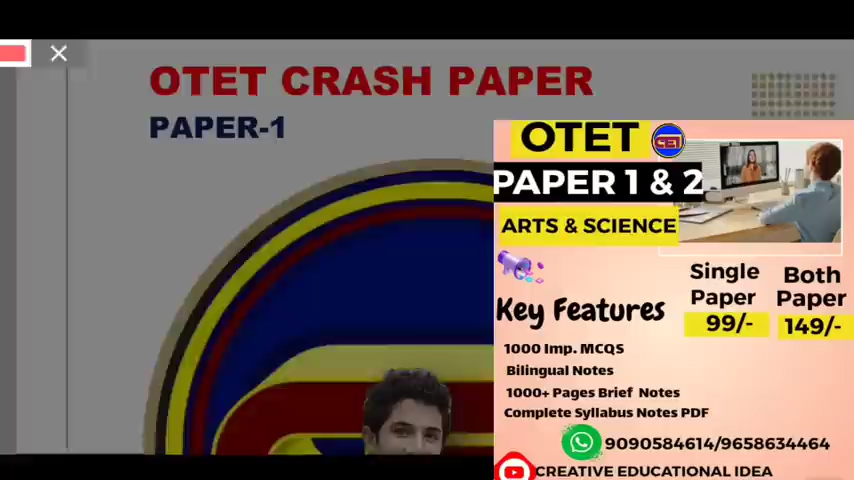 OTET CRASH PAPER
PAPER-1
OTET
CEI
PAPER 1 & 2
ARTS & SCIENCE
Single
Paper
99/-
Both
Paper
149/-
Key Features
1000 Imp. MCQS
Bilingual Notes
1000+ Pages Brief Notes
Complete Syllabus Notes PDF
9090584614/9658634464
CREATIVE EDUCATIONAL IDEA